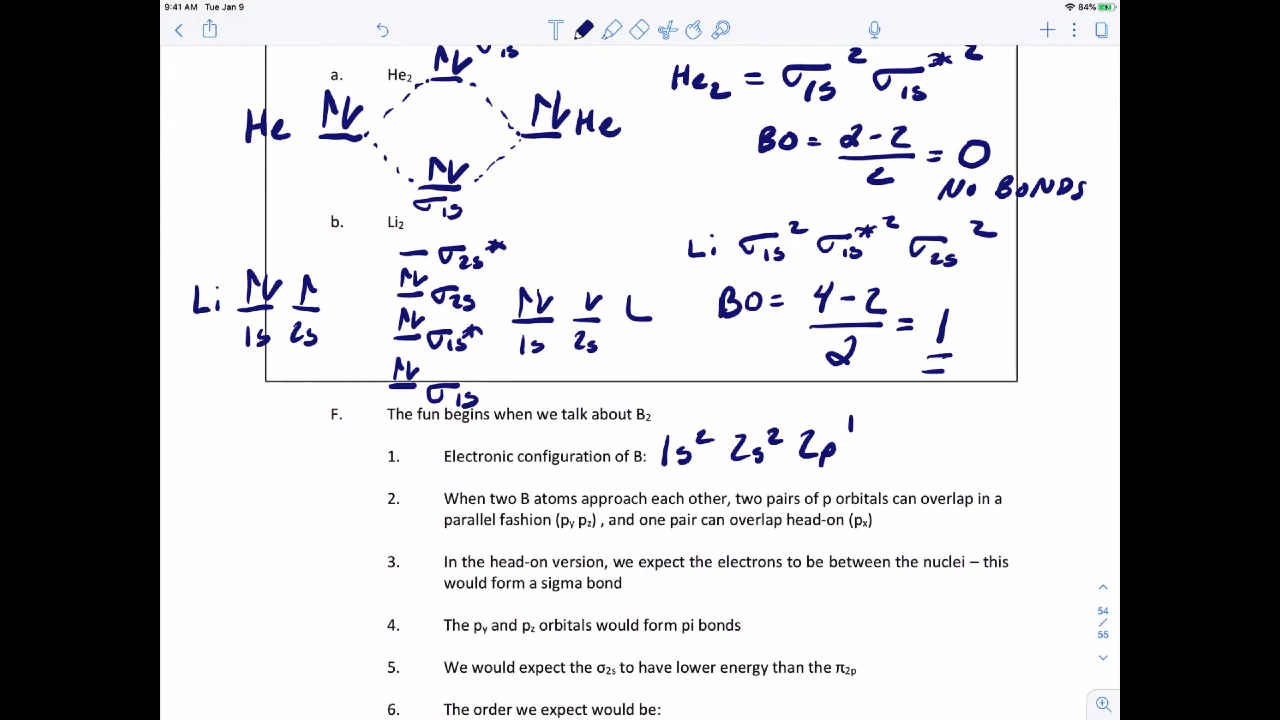 9:41 AM Tue Jan 9
84%
T
σ1s
a. He₂
He
He
σ1s
He₂ = σ1s² σ1s*²
BO = 2-2/2 = 0
NO BONDS
b. Li₂
σ2s*
σ2s
σ1s*
σ1s
Li
1s 2s
1s 2s
L
Li σ1s² σ1s*² σ2s²
BO = 4-2/2 = 1
F. The fun begins when we talk about B₂
1. Electronic configuration of B: 1s² 2s² 2p¹
2. When two B atoms approach each other, two pairs of p orbitals can overlap in a
parallel fashion (py pz) , and one pair can overlap head-on (px)
3. In the head-on version, we expect the electrons to be between the nuclei – this
would form a sigma bond
4. The py and pz orbitals would form pi bonds
5. We would expect the σ2s to have lower energy than the π2p
6. The order we expect would be:
54
/
55